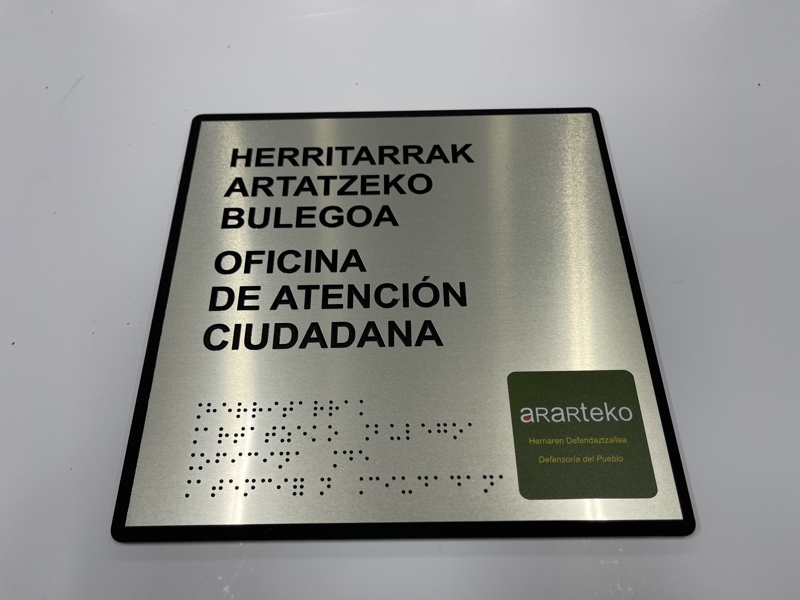 HERRITARRAK
ARTATZEKO
BULEGOA
OFICINA
DE ATENCIÓN
CIUDADANA
aRaRteko
Herriaren Defendatzailea
Defensoría del Pueblo